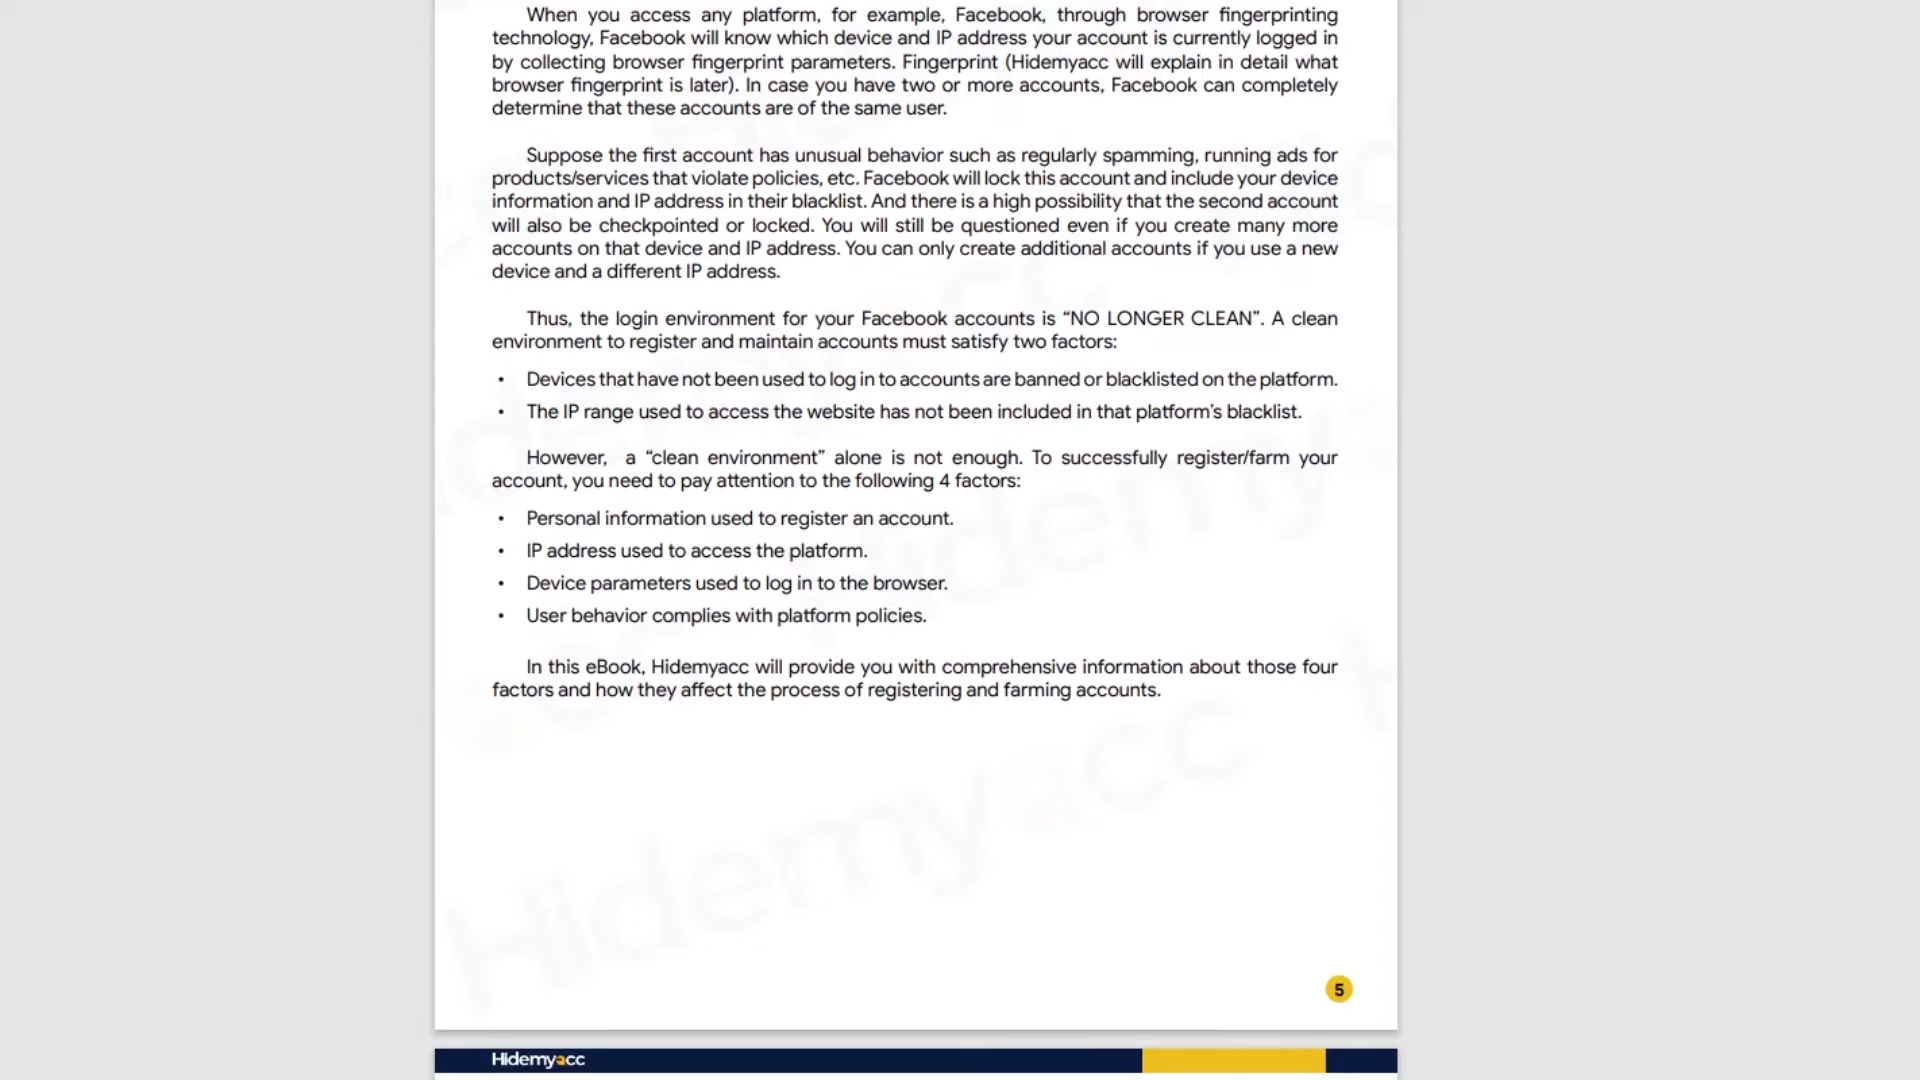 When you access any platform, for example, Facebook, through browser fingerprinting
technology, Facebook will know which device and IP address your account is currently logged in
by collecting browser fingerprint parameters. Fingerprint (Hidemyacc will explain in detail what
browser fingerprint is later). In case you have two or more accounts, Facebook can completely
determine that these accounts are of the same user.
Suppose the first account has unusual behavior such as regularly spamming, running ads for
products/services that violate policies, etc. Facebook will lock this account and include your device
information and IP address in their blacklist. And there is a high possibility that the second account
will also be checkpointed or locked. You will still be questioned even if you create many more
accounts on that device and IP address. You can only create additional accounts if you use a new
device and a different IP address.
Thus, the login environment for your Facebook accounts is “NO LONGER CLEAN”. A clean
environment to register and maintain accounts must satisfy two factors:
• Devices that have not been used to log in to accounts are banned or blacklisted on the platform.
• The IP range used to access the website has not been included in that platform’s blacklist.
However, a “clean environment” alone is not enough. To successfully register/farm your
account, you need to pay attention to the following 4 factors:
• Personal information used to register an account.
• IP address used to access the platform.
• Device parameters used to log in to the browser.
• User behavior complies with platform policies.
In this eBook, Hidemyacc will provide you with comprehensive information about those four
factors and how they affect the process of registering and farming accounts.
Hidemyacc
5
Hidemyacc